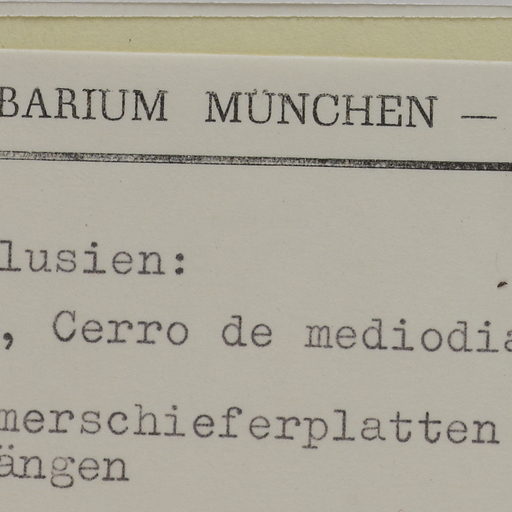 BARIUM MÜNCHEN —
lusien:
, Cerro de mediodia
merschieferplatten
ängen